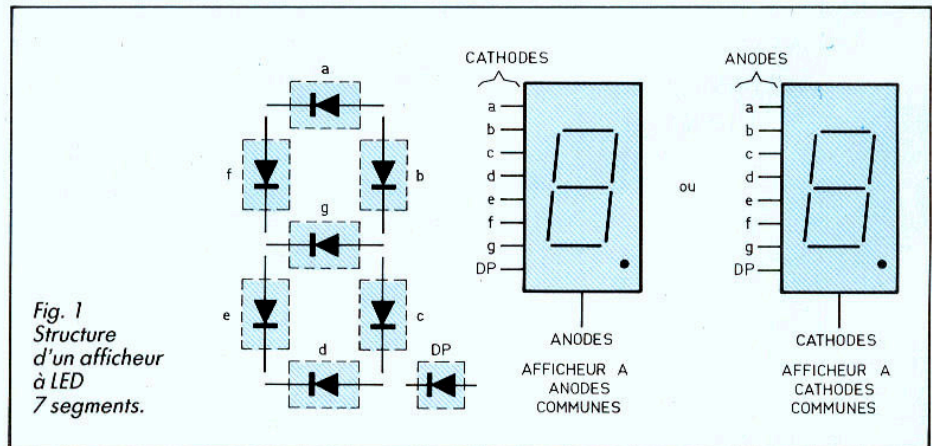 a
f
b
g
e
c
d
DP
Fig. 1
Structure
d'un afficheur
à LED
7 segments.
CATHODES
a
b
c
d
e
f
g
DP
ANODES
AFFICHEUR A
ANODES
COMMUNES
ou
ANODES
a
b
c
d
e
f
g
DP
CATHODES
AFFICHEUR A
CATHODES
COMMUNES